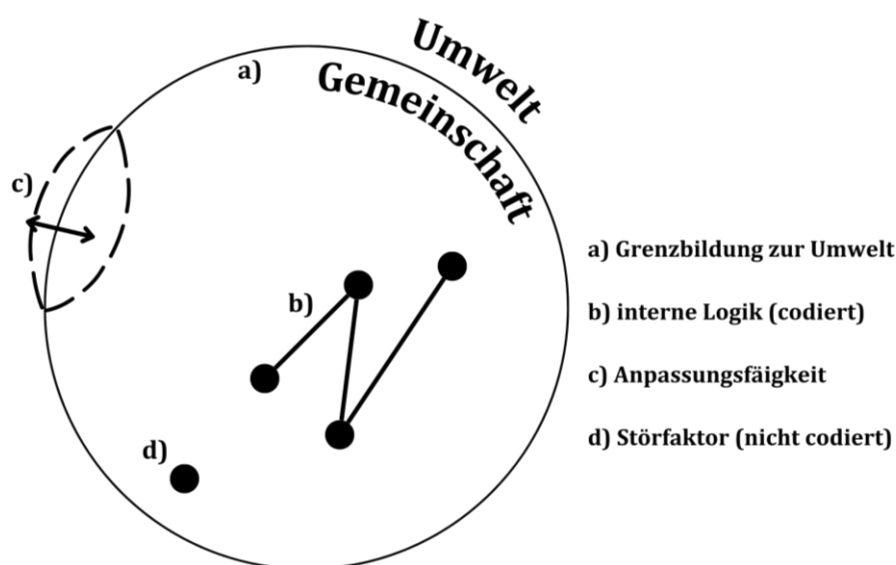 Umwelt
Gemeinschaft
a)
c)
b)
d)
a) Grenzbildung zur Umwelt
b) interne Logik (codiert)
c) Anpassungsfäigkeit
d) Störfaktor (nicht codiert)